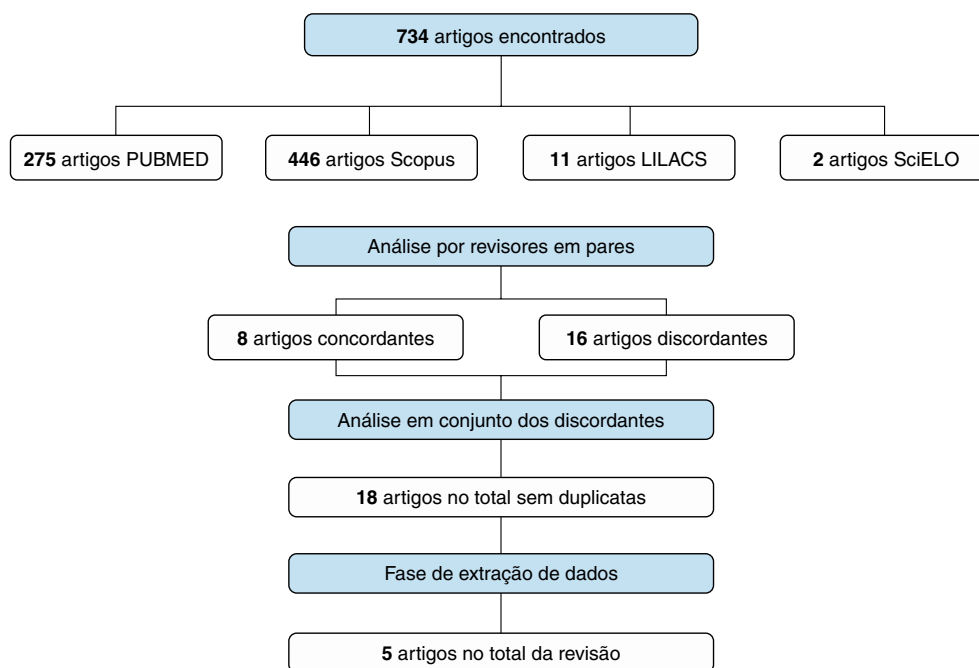 734 artigos encontrados
275 artigos PUBMED
446 artigos Scopus
11 artigos LILACS
2 artigos SciELO
Análise por revisores em pares
8 artigos concordantes
16 artigos discordantes
Análise em conjunto dos discordantes
18 artigos no total sem duplicatas
Fase de extração de dados
5 artigos no total da revisão